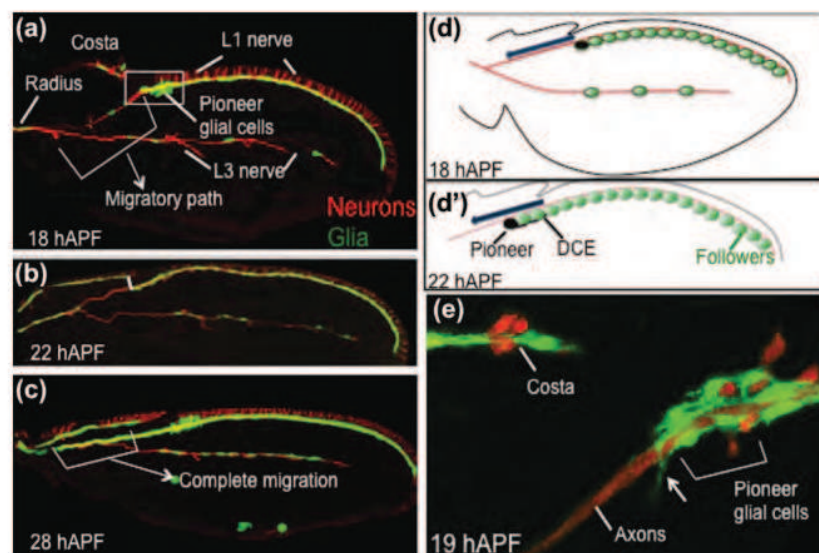 (a)
Costa
L1 nerve
Radius
Pioneer
glial cells
L3 nerve
Migratory path
Neurons
Glia
18 hAPF
(b)
22 hAPF
(c)
Complete migration
28 hAPF
(d)
18 hAPF
(d')
Pioneer
DCE
Followers
22 hAPF
(e)
Costa
Pioneer
glial cells
Axons
19 hAPF